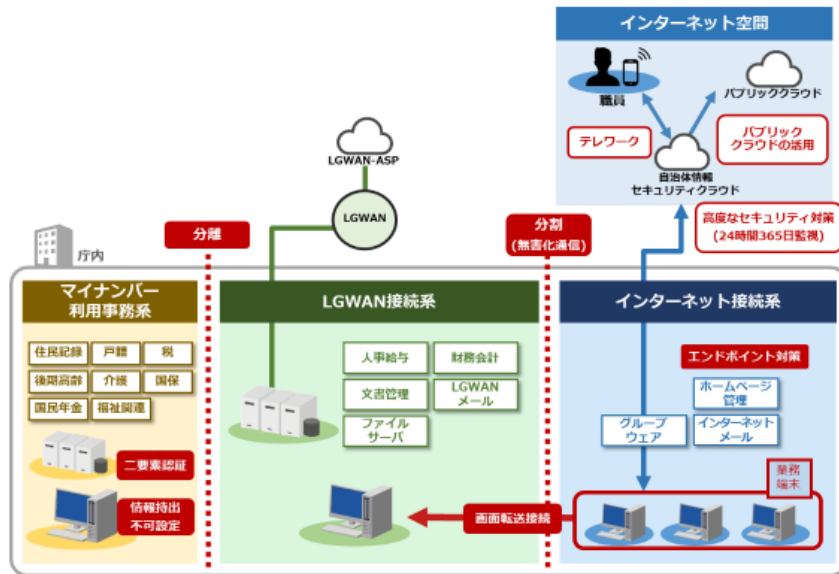 インターネット空間
職員
パブリッククラウド
テレワーク
パブリック
クラウドの活用
自治体情報
セキュリティクラウド
LGWAN-ASP
LGWAN
高度なセキュリティ対策
(24時間365日監視)
分離
分割
(無害化通信)
庁内
マイナンバー
利用事務系
住民記録
戸籍
税
後期高齢
介護
国保
国民年金
福祉関連
二要素認証
情報持出
不可設定
LGWAN接続系
人事給与
財務会計
文書管理
LGWAN
メール
ファイル
サーバ
画面転送接続
インターネット接続系
エンドポイント対策
ホームページ
管理
グループ
ウェア
インターネット
メール
業務
端末